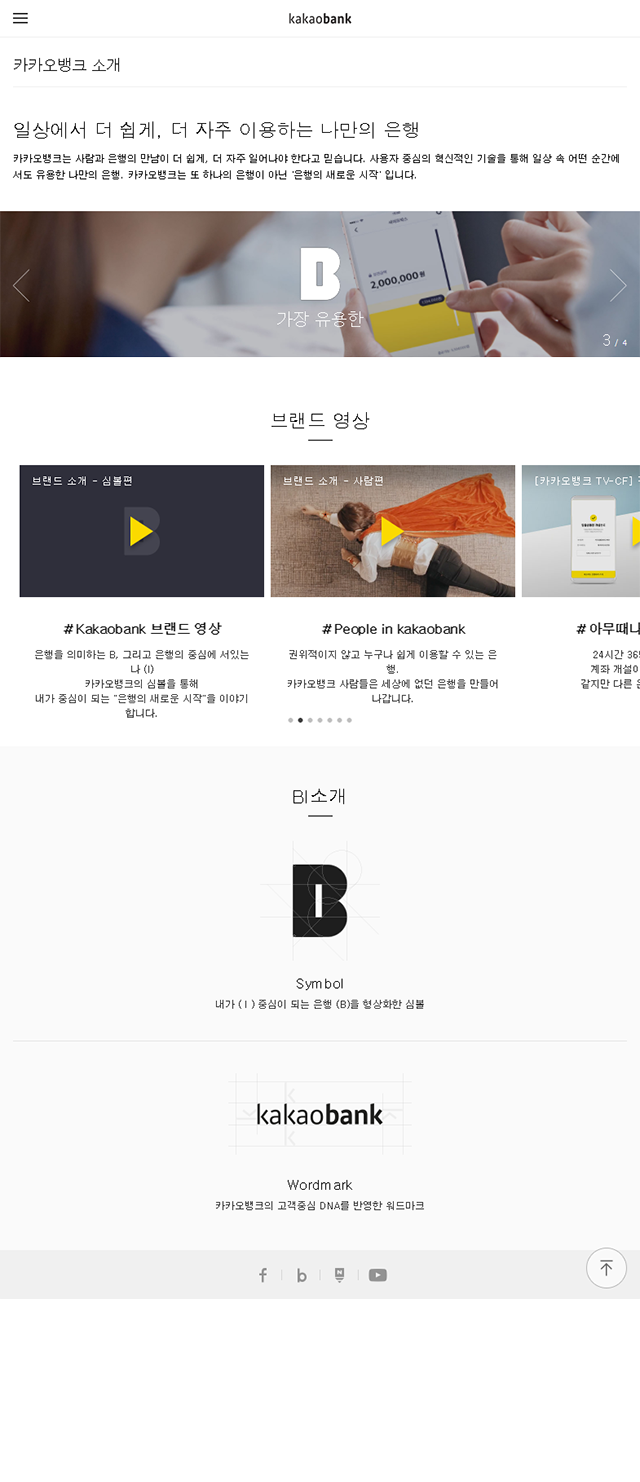 kakaobank
카카오뱅크 소개
일상에서 더 쉽게, 더 자주 이용하는 나만의 은행
카카오뱅크는 사람과 은행의 만남이 더 쉽게, 더 자주 일어나야 한다고 믿습니다. 사용자 중심의 혁신적인 기술을 통해 일상 속 어떤 순간에
서도 유용한 나만의 은행. 카카오뱅크는 또 하나의 은행이 아닌 '은행의 새로운 시작' 입니다.
2,000,000 원
B
가장 유용한
3 / 4
브랜드 영상
브랜드 소개 - 심볼편
브랜드 소개 - 사람편
[카카오뱅크 TV-CF]
#Kakaobank 브랜드 영상
은행을 의미하는 B, 그리고 은행의 중심에 서있는
나 (I)
카카오뱅크의 심볼을 통해
내가 중심이 되는 "은행의 새로운 시작"을 이야기
합니다.
#People in kakaobank
권위적이지 않고 누구나 쉽게 이용할 수 있는 은
행.
카카오뱅크 사람들은 세상에 없던 은행을 만들어
나갑니다.
#아무때나
24시간 36
계좌 개설이
같지만 다른
BI소개
B
Symbol
내가 ( I ) 중심이 되는 은행 (B)를 형상화한 심볼
kakaobank
Wordmark
카카오뱅크의 고객중심 DNA를 반영한 워드마크